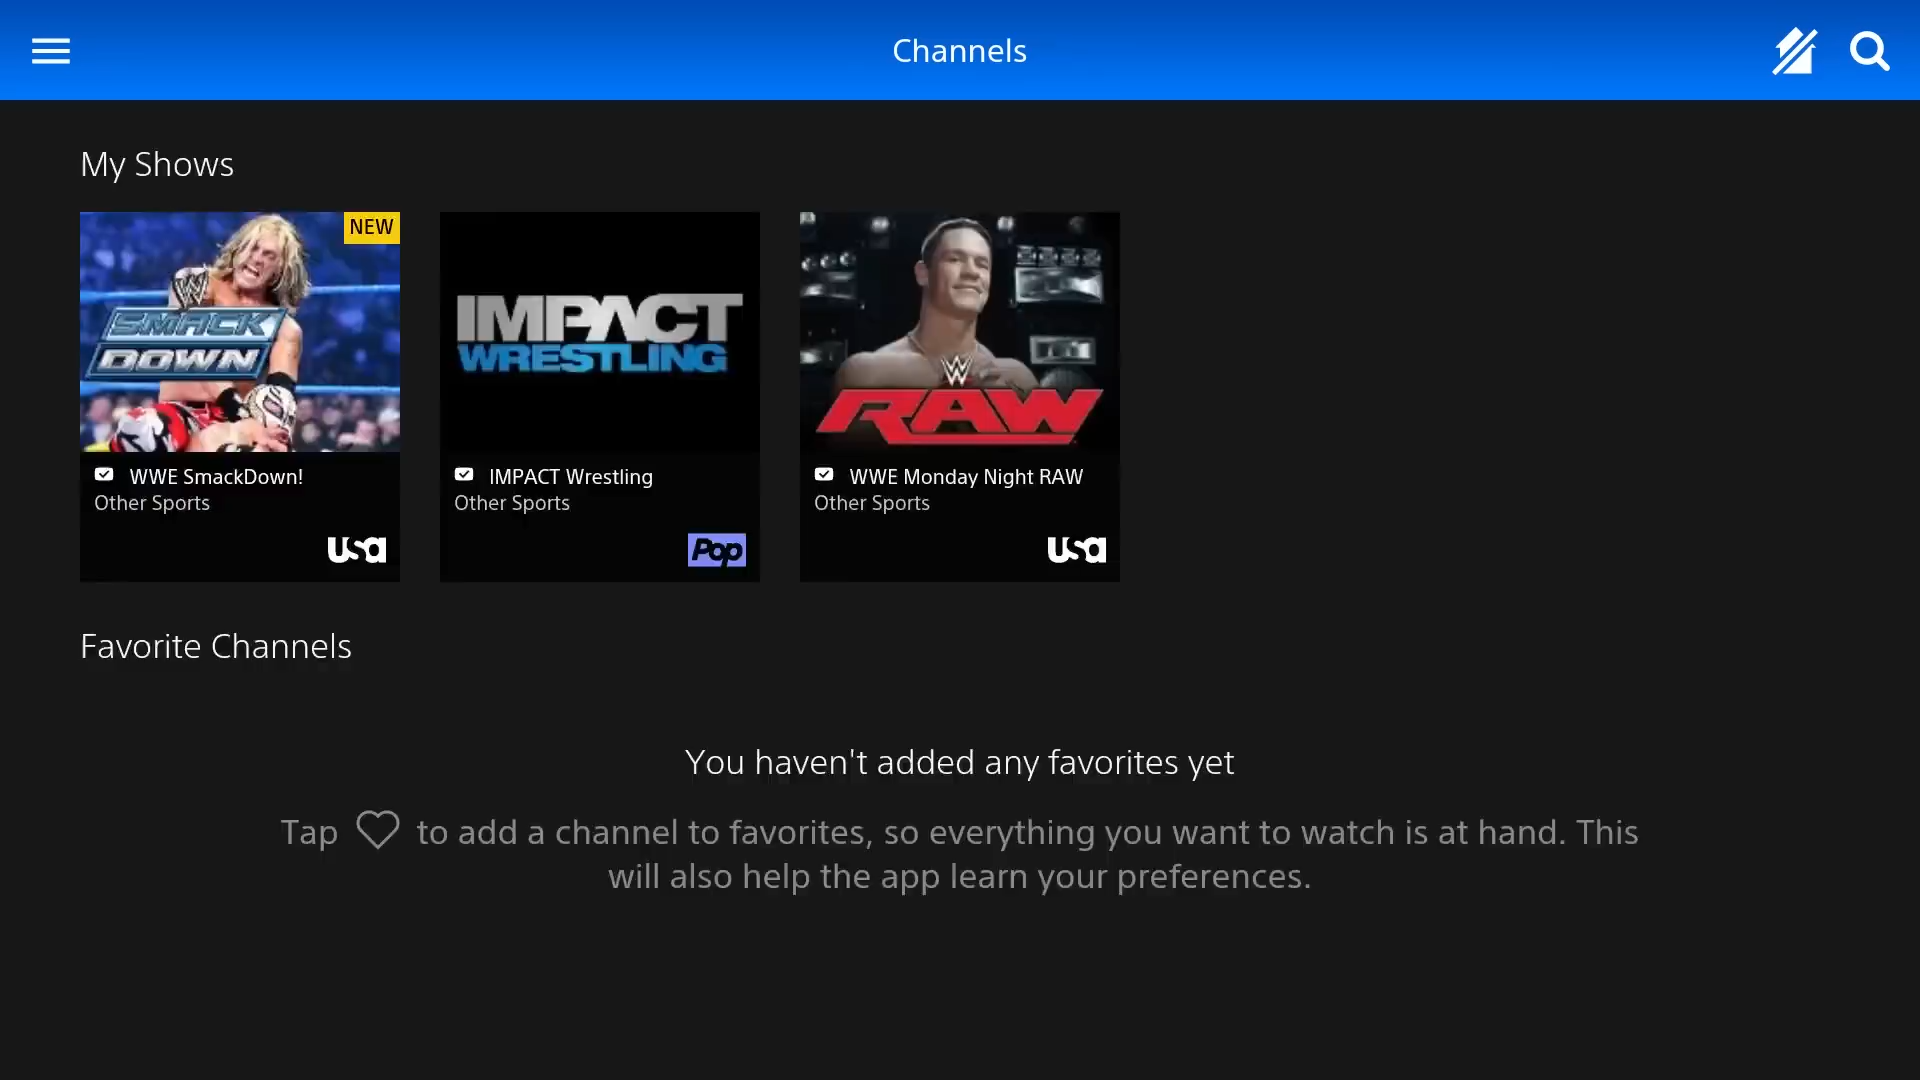 Channels
My Shows
NEW
SMACK
DOWN
IMPACT
WRESTLING
W
RAW
WWE SmackDown!
Other Sports
usa
IMPACT Wrestling
Other Sports
Pop
WWE Monday Night RAW
Other Sports
usa
Favorite Channels
You haven't added any favorites yet
Tap to add a channel to favorites, so everything you want to watch is at hand. This
will also help the app learn your preferences.